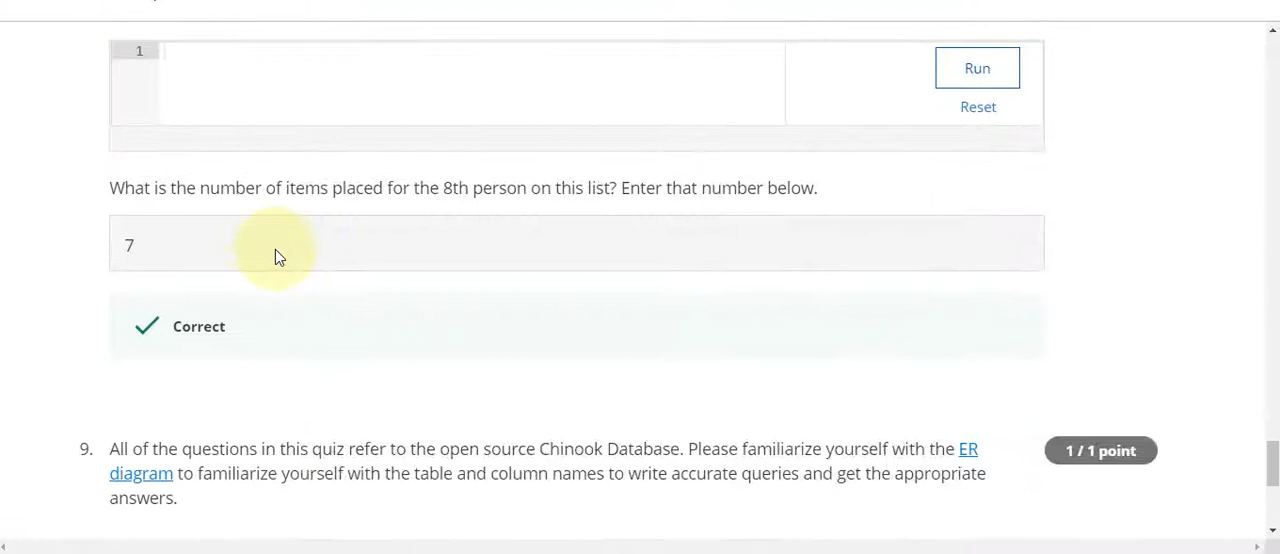 1
Run
Reset
What is the number of items placed for the 8th person on this list? Enter that number below.
7
Correct
9. All of the questions in this quiz refer to the open source Chinook Database. Please familiarize yourself with the ER
diagram to familiarize yourself with the table and column names to write accurate queries and get the appropriate
answers.
1 / 1 point